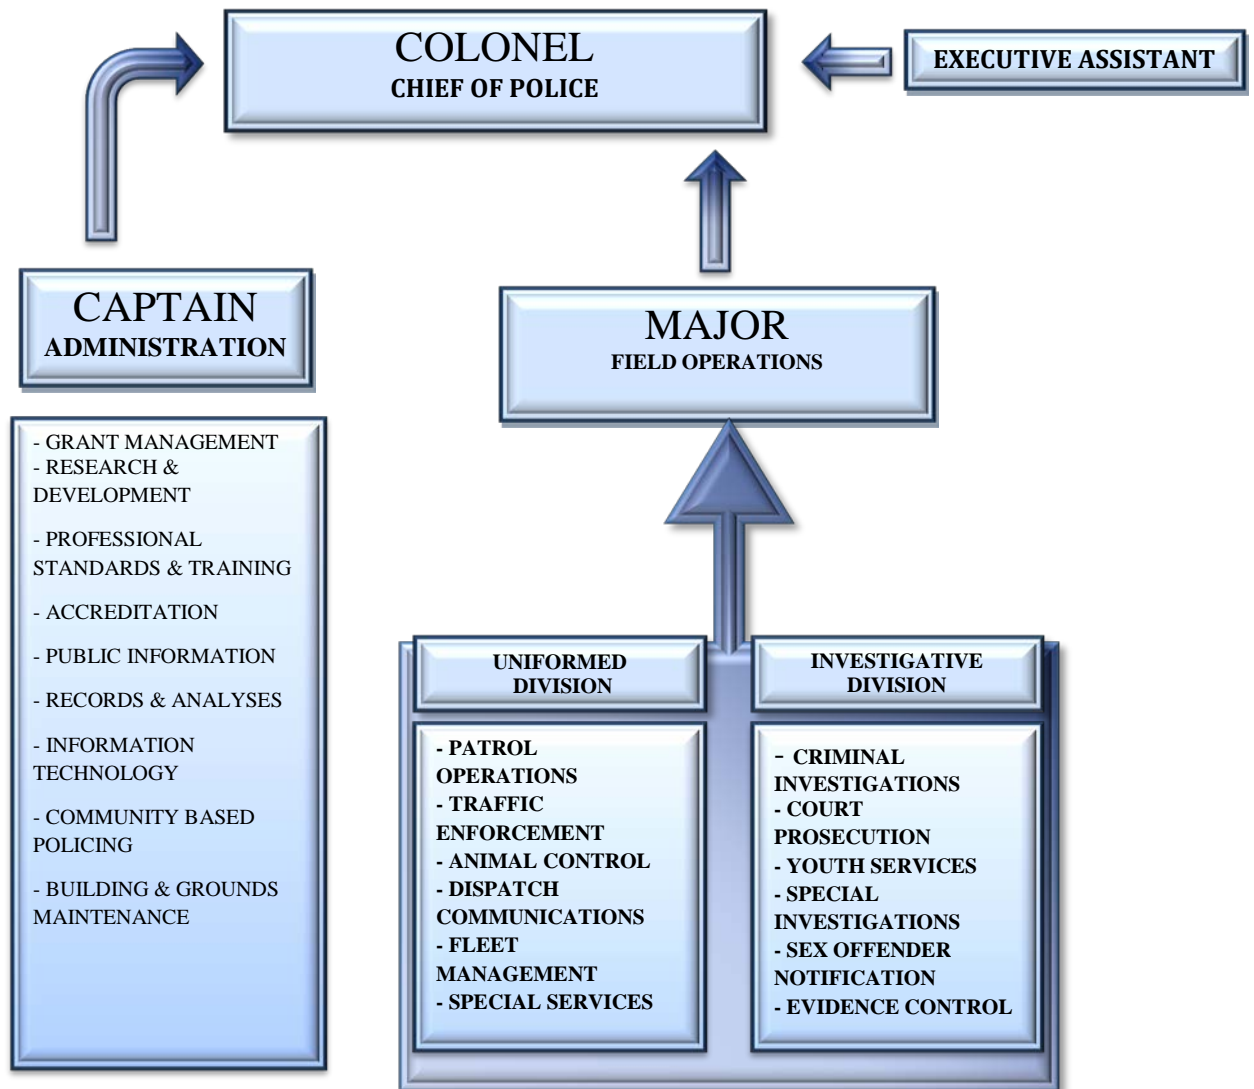 COLONEL
CHIEF OF POLICE
EXECUTIVE ASSISTANT
CAPTAIN
ADMINISTRATION
MAJOR
FIELD OPERATIONS
- GRANT MANAGEMENT
- RESEARCH &
DEVELOPMENT
- PROFESSIONAL
STANDARDS & TRAINING
- ACCREDITATION
- PUBLIC INFORMATION
- RECORDS & ANALYSES
- INFORMATION
TECHNOLOGY
- COMMUNITY BASED
POLICING
- BUILDING & GROUNDS
MAINTENANCE
UNIFORMED
DIVISION
- PATROL
OPERATIONS
- TRAFFIC
ENFORCEMENT
- ANIMAL CONTROL
- DISPATCH
COMMUNICATIONS
- FLEET
MANAGEMENT
- SPECIAL SERVICES
INVESTIGATIVE
DIVISION
- CRIMINAL
INVESTIGATIONS
- COURT
PROSECUTION
- YOUTH SERVICES
- SPECIAL
INVESTIGATIONS
- SEX OFFENDER
NOTIFICATION
- EVIDENCE CONTROL